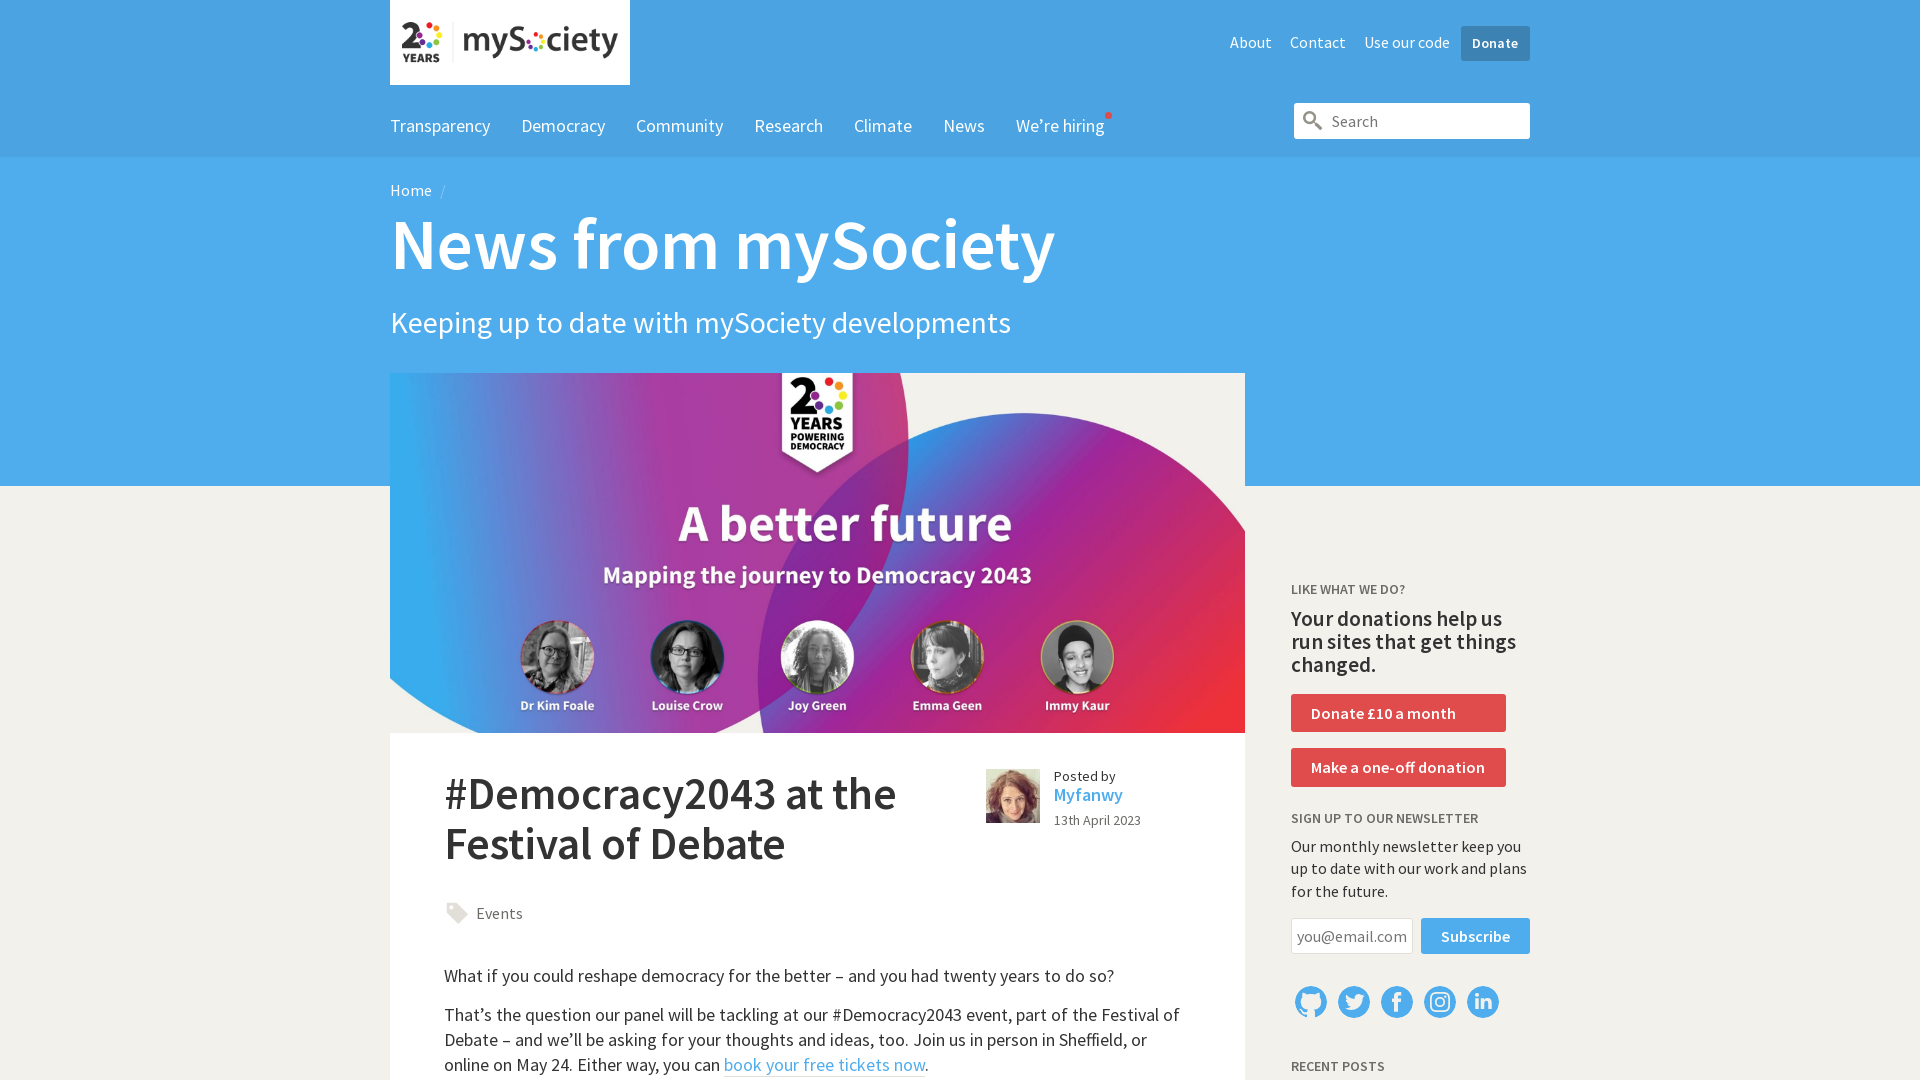 20 YEARS mySociety
About Contact Use our code Donate
Transparency Democracy Community Research Climate News We’re hiring
Search
Home /
News from mySociety
Keeping up to date with mySociety developments
20
YEARS
POWERING
DEMOCRACY
A better future
Mapping the journey to Democracy 2043
Dr Kim Foale Louise Crow Joy Green Emma Geen Immy Kaur
#Democracy2043 at the
Festival of Debate
Posted by
Myfanwy
13th April 2023
Events
What if you could reshape democracy for the better – and you had twenty years to do so?
That’s the question our panel will be tackling at our #Democracy2043 event, part of the Festival of
Debate – and we’ll be asking for your thoughts and ideas, too. Join us in person in Sheffield, or
online on May 24. Either way, you can book your free tickets now.
LIKE WHAT WE DO?
Your donations help us
run sites that get things
changed.
Donate £10 a month
Make a one-off donation
SIGN UP TO OUR NEWSLETTER
Our monthly newsletter keep you
up to date with our work and plans
for the future.
you@email.com Subscribe
RECENT POSTS